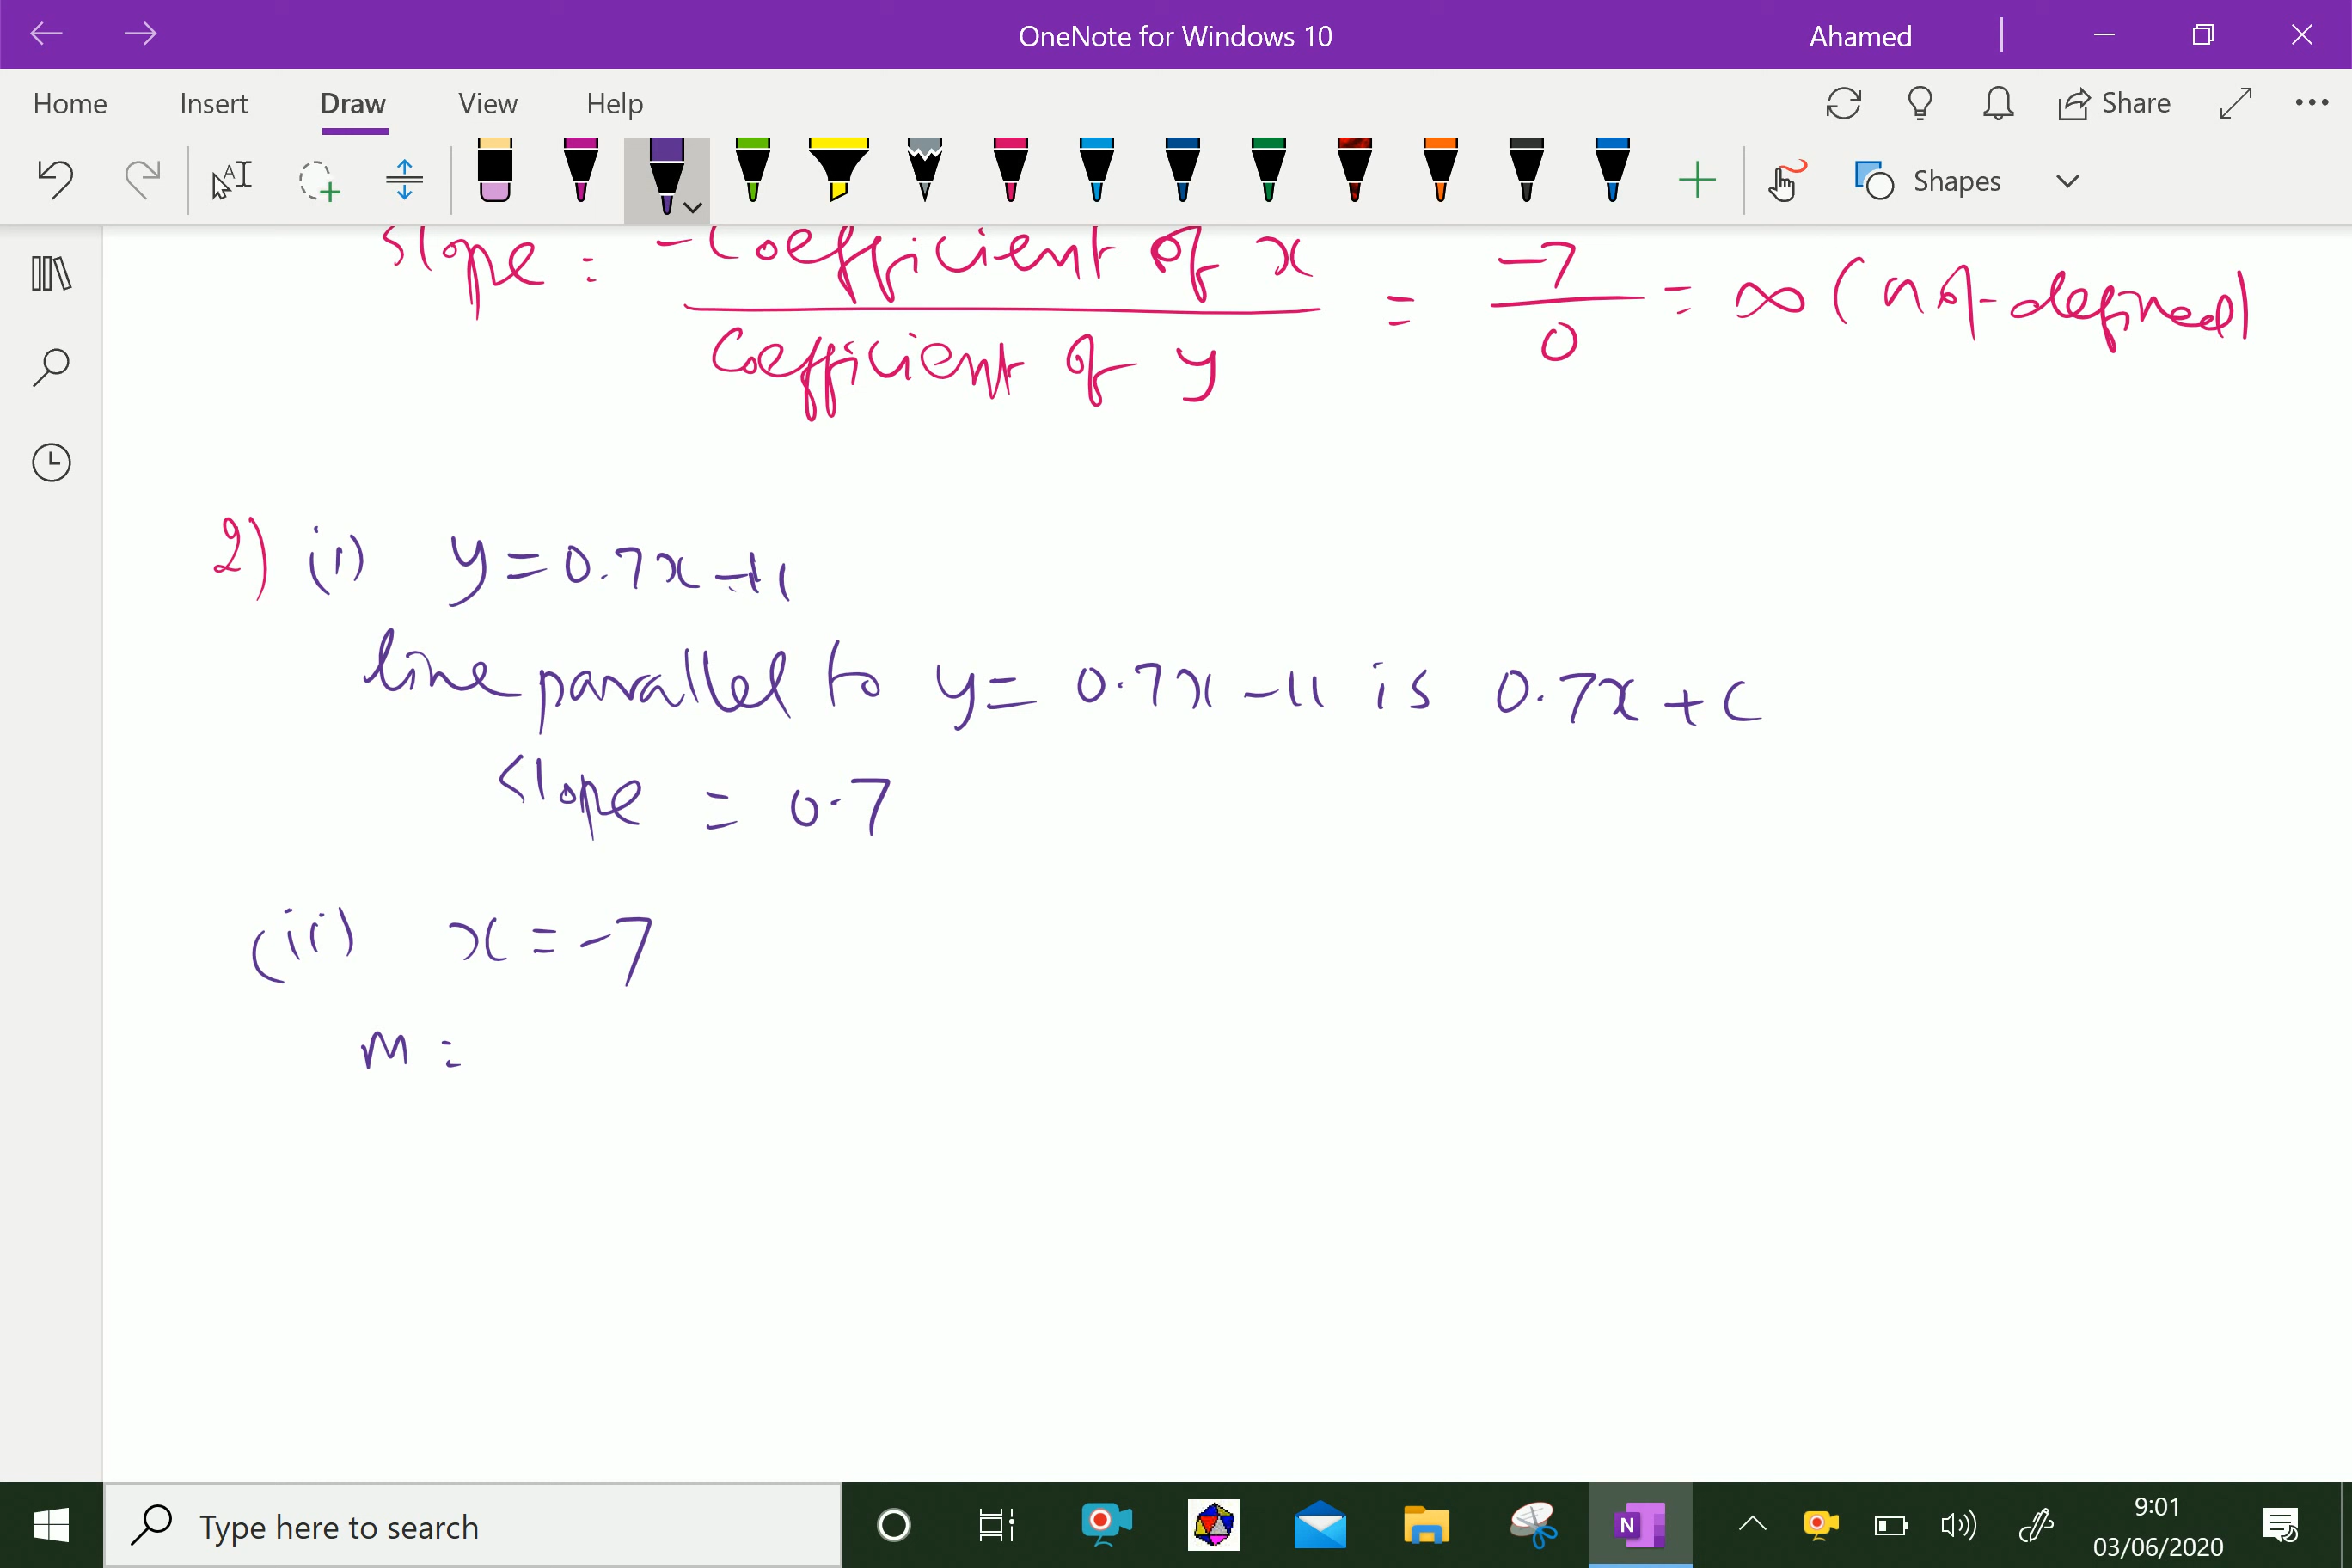 OneNote for Windows 10
Ahamed
Home Insert Draw View Help
Share
Shapes
Slope = -Coefficient of x / Coefficient of y = -7/0 = ∞ (not-defined)
2) (i) y=0.7x-11
line parallel to y= 0.7x-11 is 0.7x+c
Slope = 0.7
(ii) x=-7
m =
Type here to search
9:01
03/06/2020